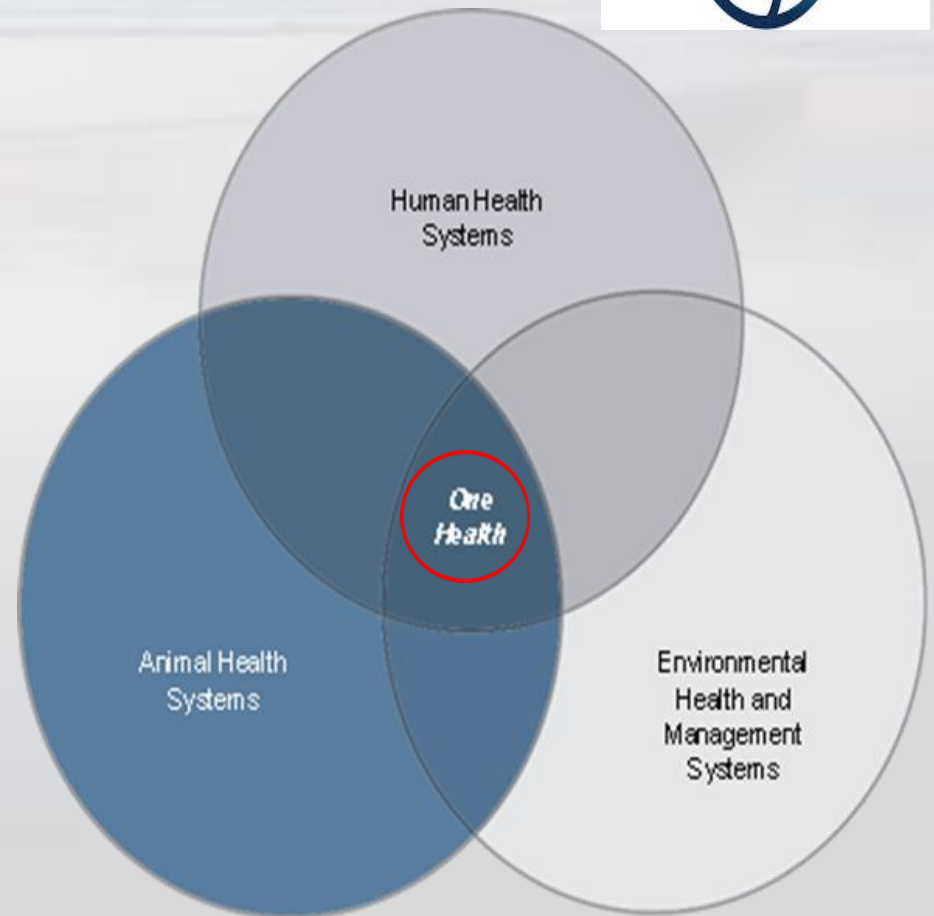 Human Health
Systems
One
Health
Animal Health
Systems
Environmental
Health and
Management
Systems